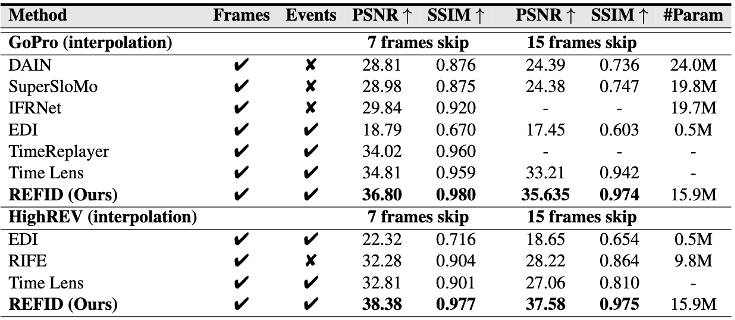 Method Frames Events PSNR ↑ SSIM ↑ PSNR ↑ SSIM ↑ #Param
GoPro (interpolation) 7 frames skip 15 frames skip
DAIN ✔ ✘ 28.81 0.876 24.39 0.736 24.0M
SuperSloMo ✔ ✘ 28.98 0.875 24.38 0.747 19.8M
IFRNet ✔ ✘ 29.84 0.920 - - 19.7M
EDI ✔ ✔ 18.79 0.670 17.45 0.603 0.5M
TimeReplayer ✔ ✔ 34.02 0.960 - - -
Time Lens ✔ ✔ 34.81 0.959 33.21 0.942 -
REFID (Ours) ✔ ✔ 36.80 0.980 35.635 0.974 15.9M
HighREV (interpolation) 7 frames skip 15 frames skip
EDI ✔ ✔ 22.32 0.716 18.65 0.654 0.5M
RIFE ✔ ✘ 32.28 0.904 28.22 0.864 9.8M
Time Lens ✔ ✔ 32.81 0.901 27.06 0.810 -
REFID (Ours) ✔ ✔ 38.38 0.977 37.58 0.975 15.9M